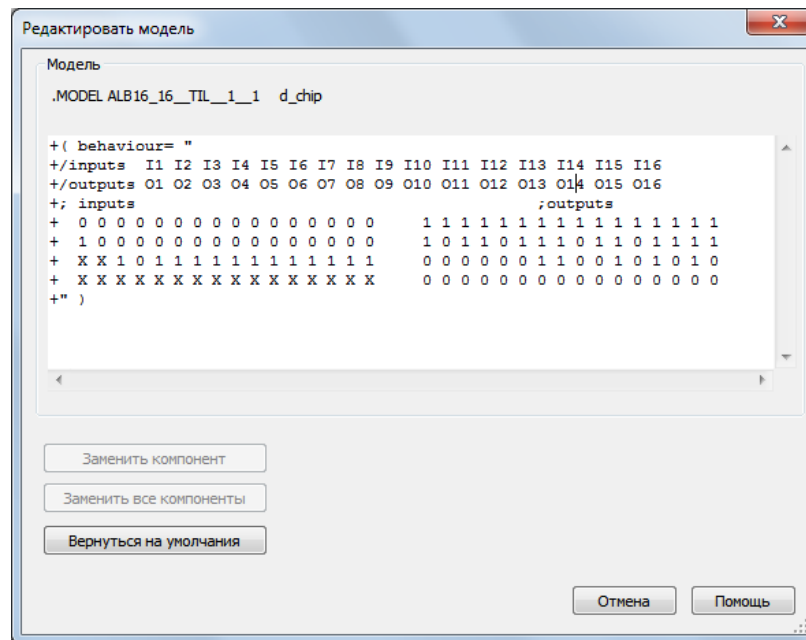 Редактировать модель
Модель
.MODEL ALB16_16__TIL__1__1 d_chip
+( behaviour= "
+/inputs I1 I2 I3 I4 I5 I6 I7 I8 I9 I10 I11 I12 I13 I14 I15 I16
+/outputs O1 O2 O3 O4 O5 O6 O7 O8 O9 O10 O11 O12 O13 O14 O15 O16
+; inputs ;outputs
+ 0 0 0 0 0 0 0 0 0 0 0 0 0 0 0 0 1 1 1 1 1 1 1 1 1 1 1 1 1 1 1 1
+ 1 0 0 0 0 0 0 0 0 0 0 0 0 0 0 0 1 0 1 1 0 1 1 1 0 1 1 0 1 1 1 1
+ X X 1 0 1 1 1 1 1 1 1 1 1 1 1 1 0 0 0 0 0 0 1 1 0 0 1 0 1 0 1 0
+ X X X X X X X X X X X X X X X X 0 0 0 0 0 0 0 0 0 0 0 0 0 0 0 0
+" )
Заменить компонент
Заменить все компоненты
Вернуться на умолчания
Отмена Помощь